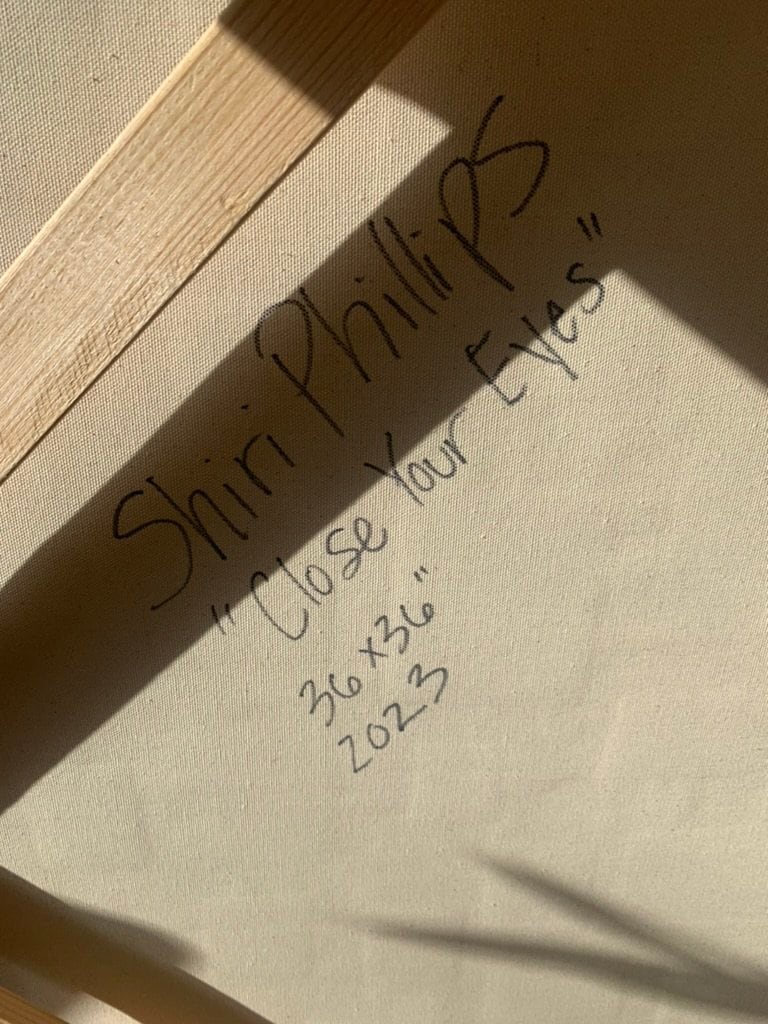 Shiri Phillips
"Close Your Eyes"
36x36"
2023